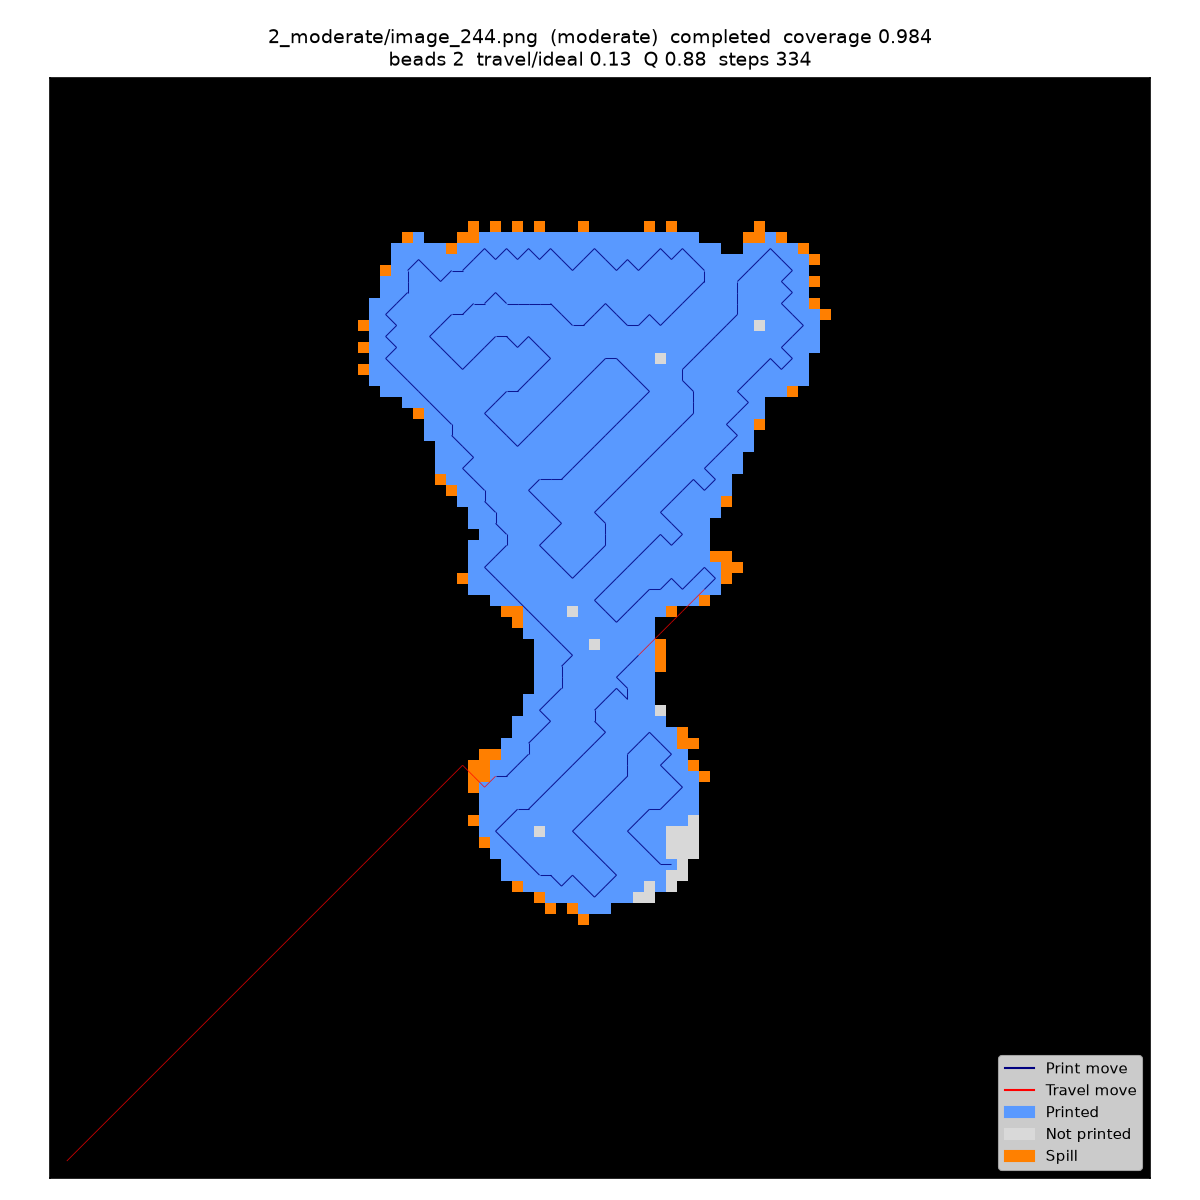 2_moderate/image_244.png  (moderate)  completed  coverage 0.984
beads 2  travel/ideal 0.13  Q 0.88  steps 334
Print move
Travel move
Printed
Not printed
Spill